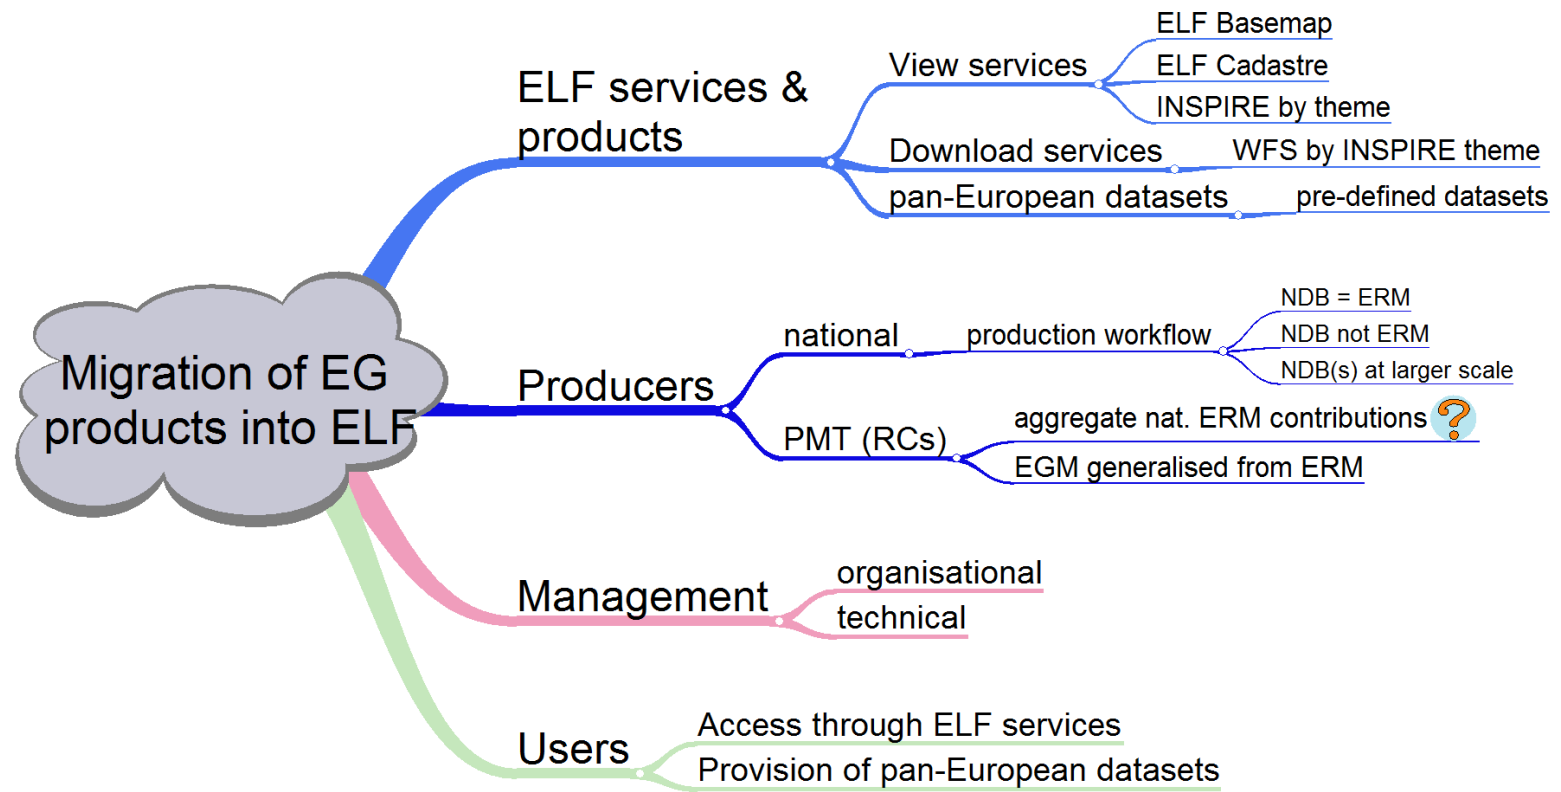 Migration of EG
products into ELF
ELF services &
products
View services
ELF Basemap
ELF Cadastre
INSPIRE by theme
Download services
WFS by INSPIRE theme
pan-European datasets
pre-defined datasets
Producers
national
production workflow
NDB = ERM
NDB not ERM
NDB(s) at larger scale
PMT (RCs)
aggregate nat. ERM contributions ?
EGM generalised from ERM
Management
organisational
technical
Users
Access through ELF services
Provision of pan-European datasets